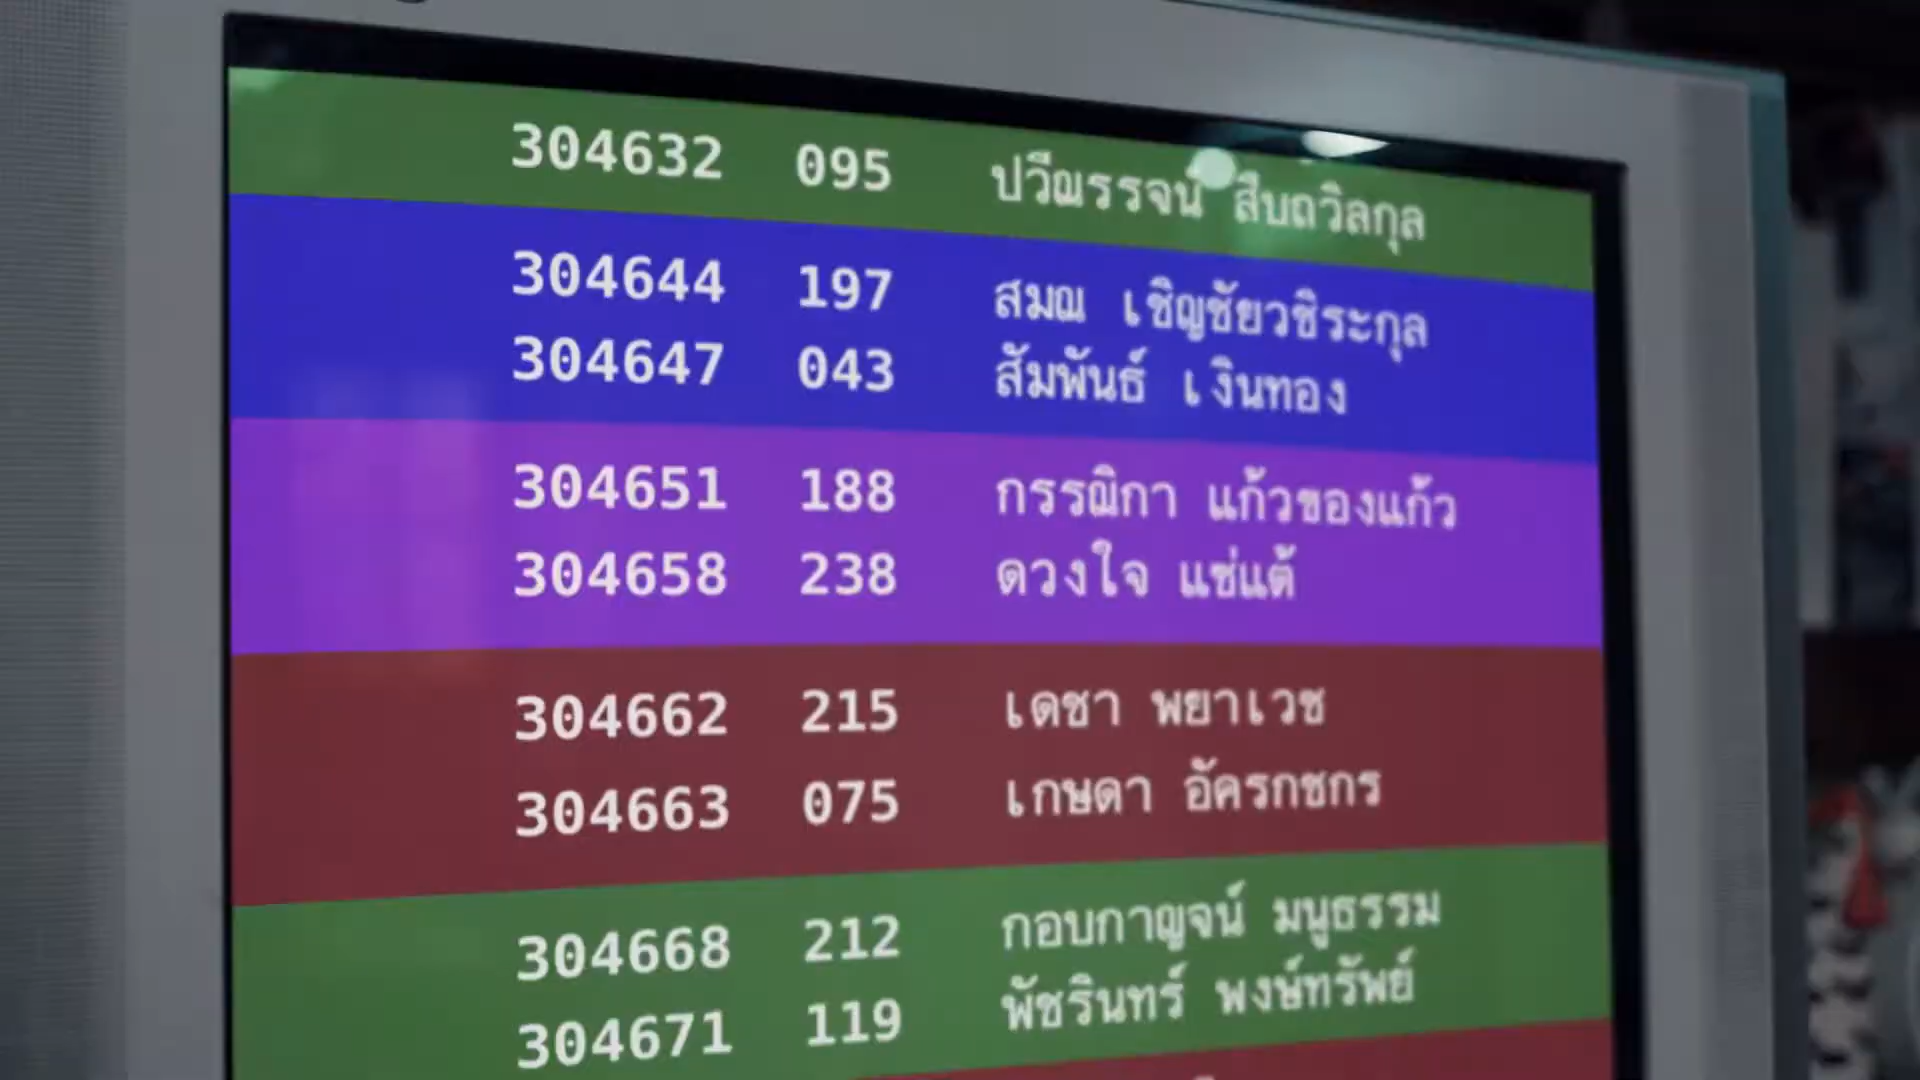 304632 095 ปวีณรรจน์ สืบถวิลกุล
304644 197 สมณ เชิญชัยวชิระกุล
304647 043 สัมพันธ์ เงินทอง
304651 188 กรรณิกา แก้วของแก้ว
304658 238 ดวงใจ แซ่แต้
304662 215 เดชา พยาเวช
304663 075 เกษดา อัครกชกร
304668 212 กอบกาญจน์ มนูธรรม
304671 119 พัชรินทร์ พงษ์ทรัพย์